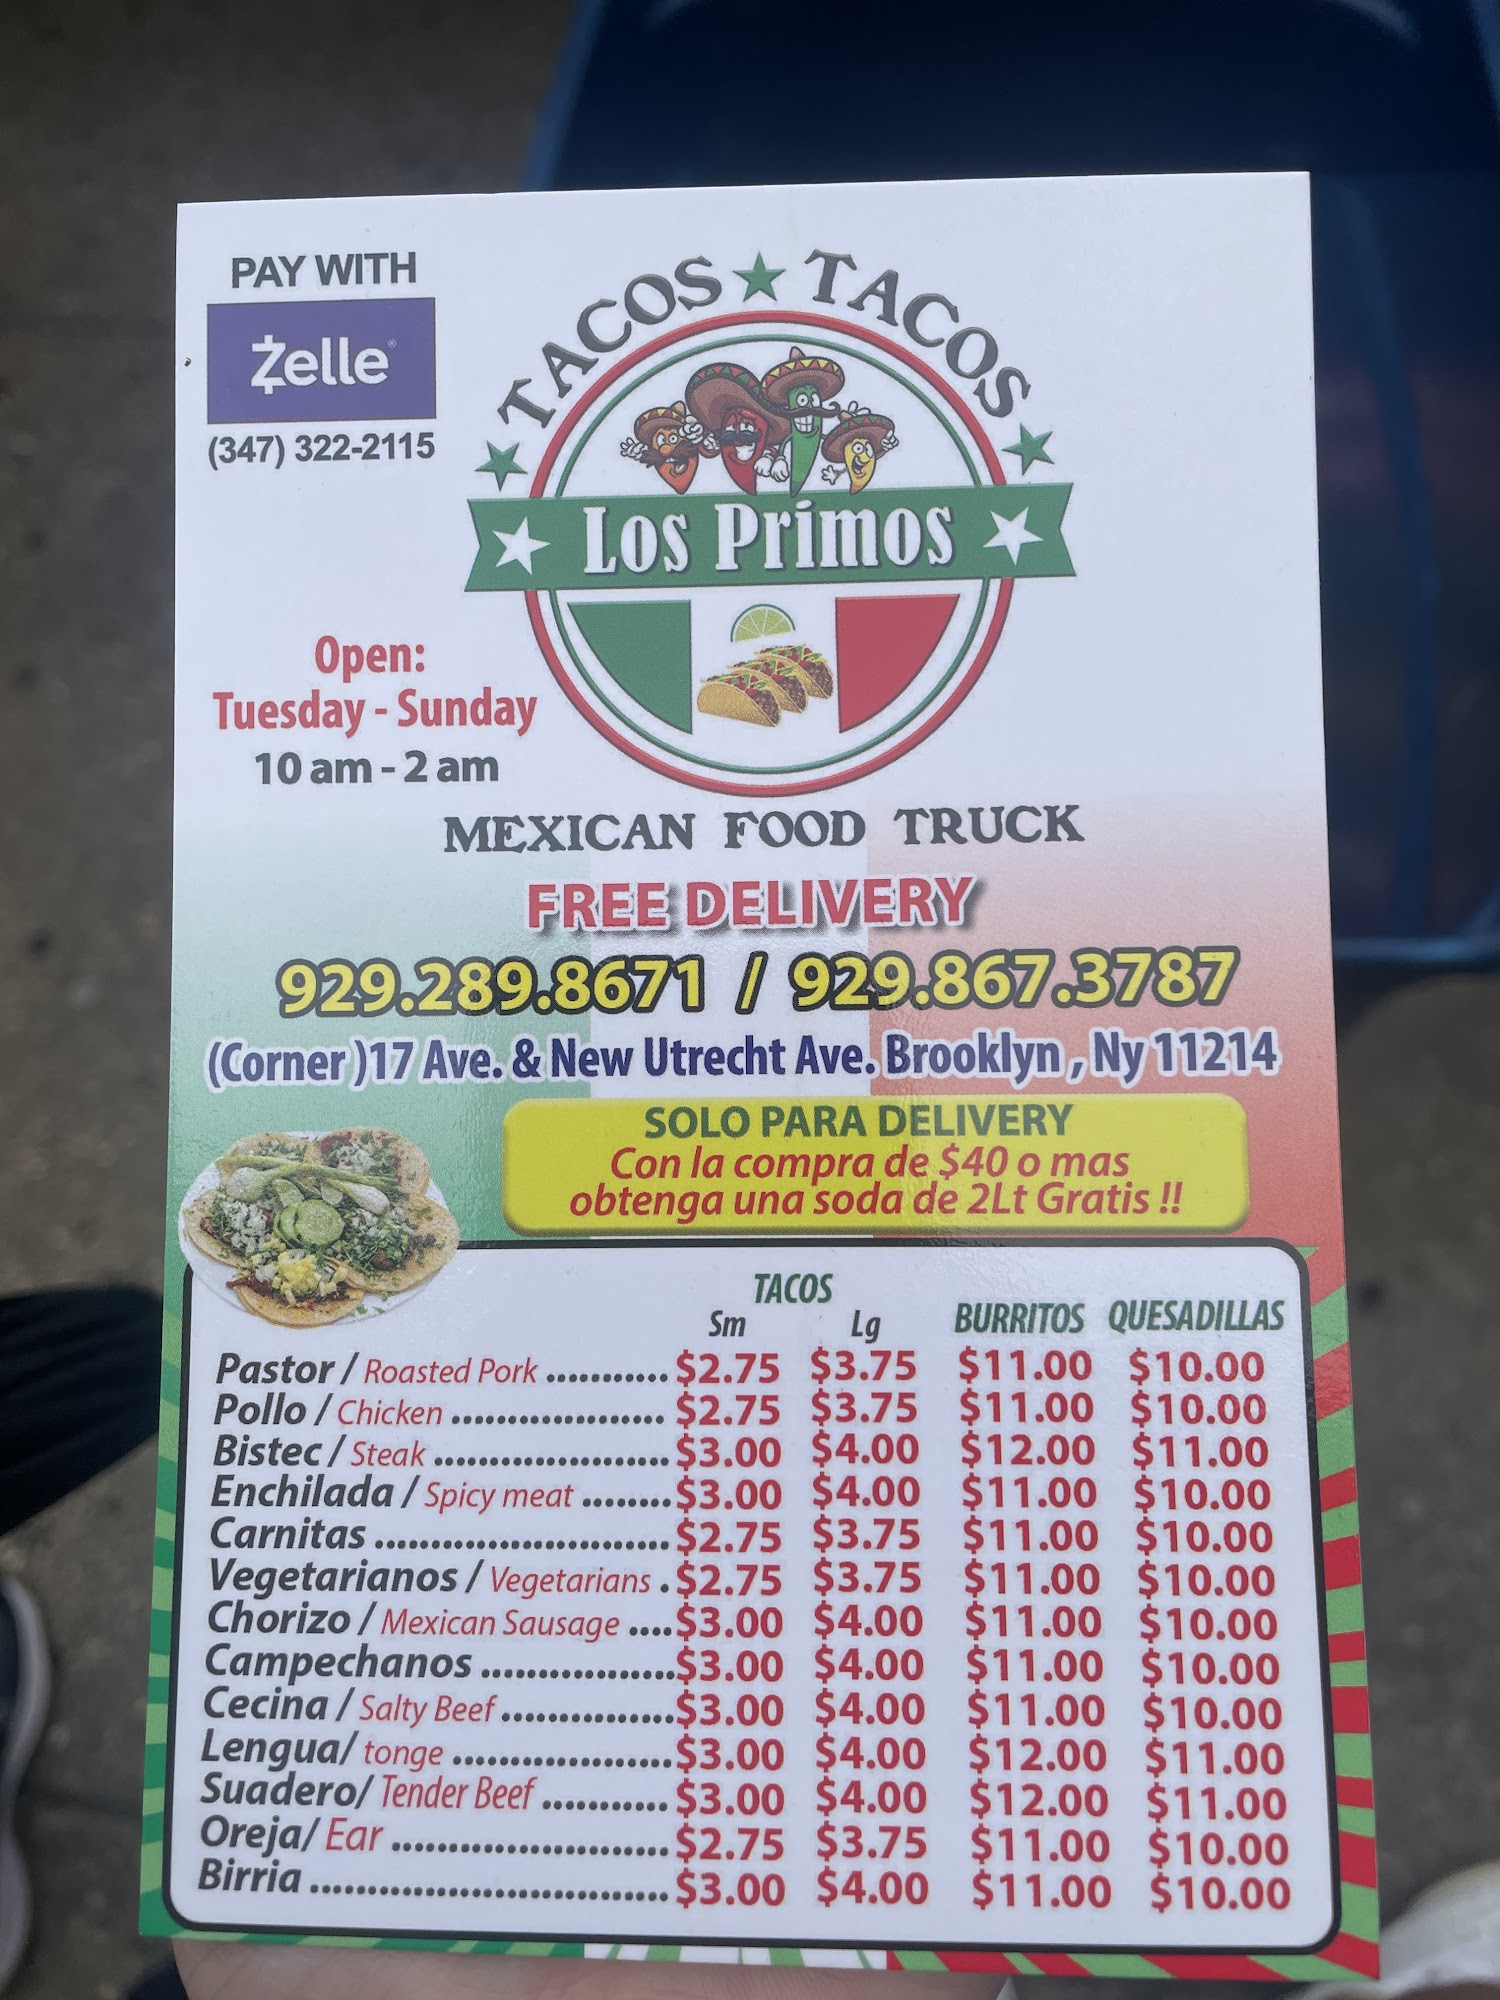 PAY WITH
Zelle®
(347) 322-2115
TACOS TACOS
Los Primos
Open:
Tuesday - Sunday
10 am - 2 am
MEXICAN FOOD TRUCK
FREE DELIVERY
929.289.8671 / 929.867.3787
(Corner )17 Ave. & New Utrecht Ave. Brooklyn , Ny 11214
SOLO PARA DELIVERY
Con la compra de $40 o mas
obtenga una soda de 2Lt Gratis !!
TACOS
Sm Lg BURRITOS QUESADILLAS
Pastor / Roasted Pork ........... $2.75 $3.75 $11.00 $10.00
Pollo / Chicken ................... $2.75 $3.75 $11.00 $10.00
Bistec / Steak ..................... $3.00 $4.00 $12.00 $11.00
Enchilada / Spicy meat ........ $3.00 $4.00 $11.00 $10.00
Carnitas .......................... $2.75 $3.75 $11.00 $10.00
Vegetarianos / Vegetarians . $2.75 $3.75 $11.00 $10.00
Chorizo / Mexican Sausage .... $3.00 $4.00 $11.00 $10.00
Campechanos ................. $3.00 $4.00 $11.00 $10.00
Cecina / Salty Beef ............... $3.00 $4.00 $11.00 $10.00
Lengua/ tonge ................... $3.00 $4.00 $12.00 $11.00
Suadero/ Tender Beef ........... $3.00 $4.00 $12.00 $11.00
Oreja/ Ear ........................ $2.75 $3.75 $11.00 $10.00
Birria ............................... $3.00 $4.00 $11.00 $10.00